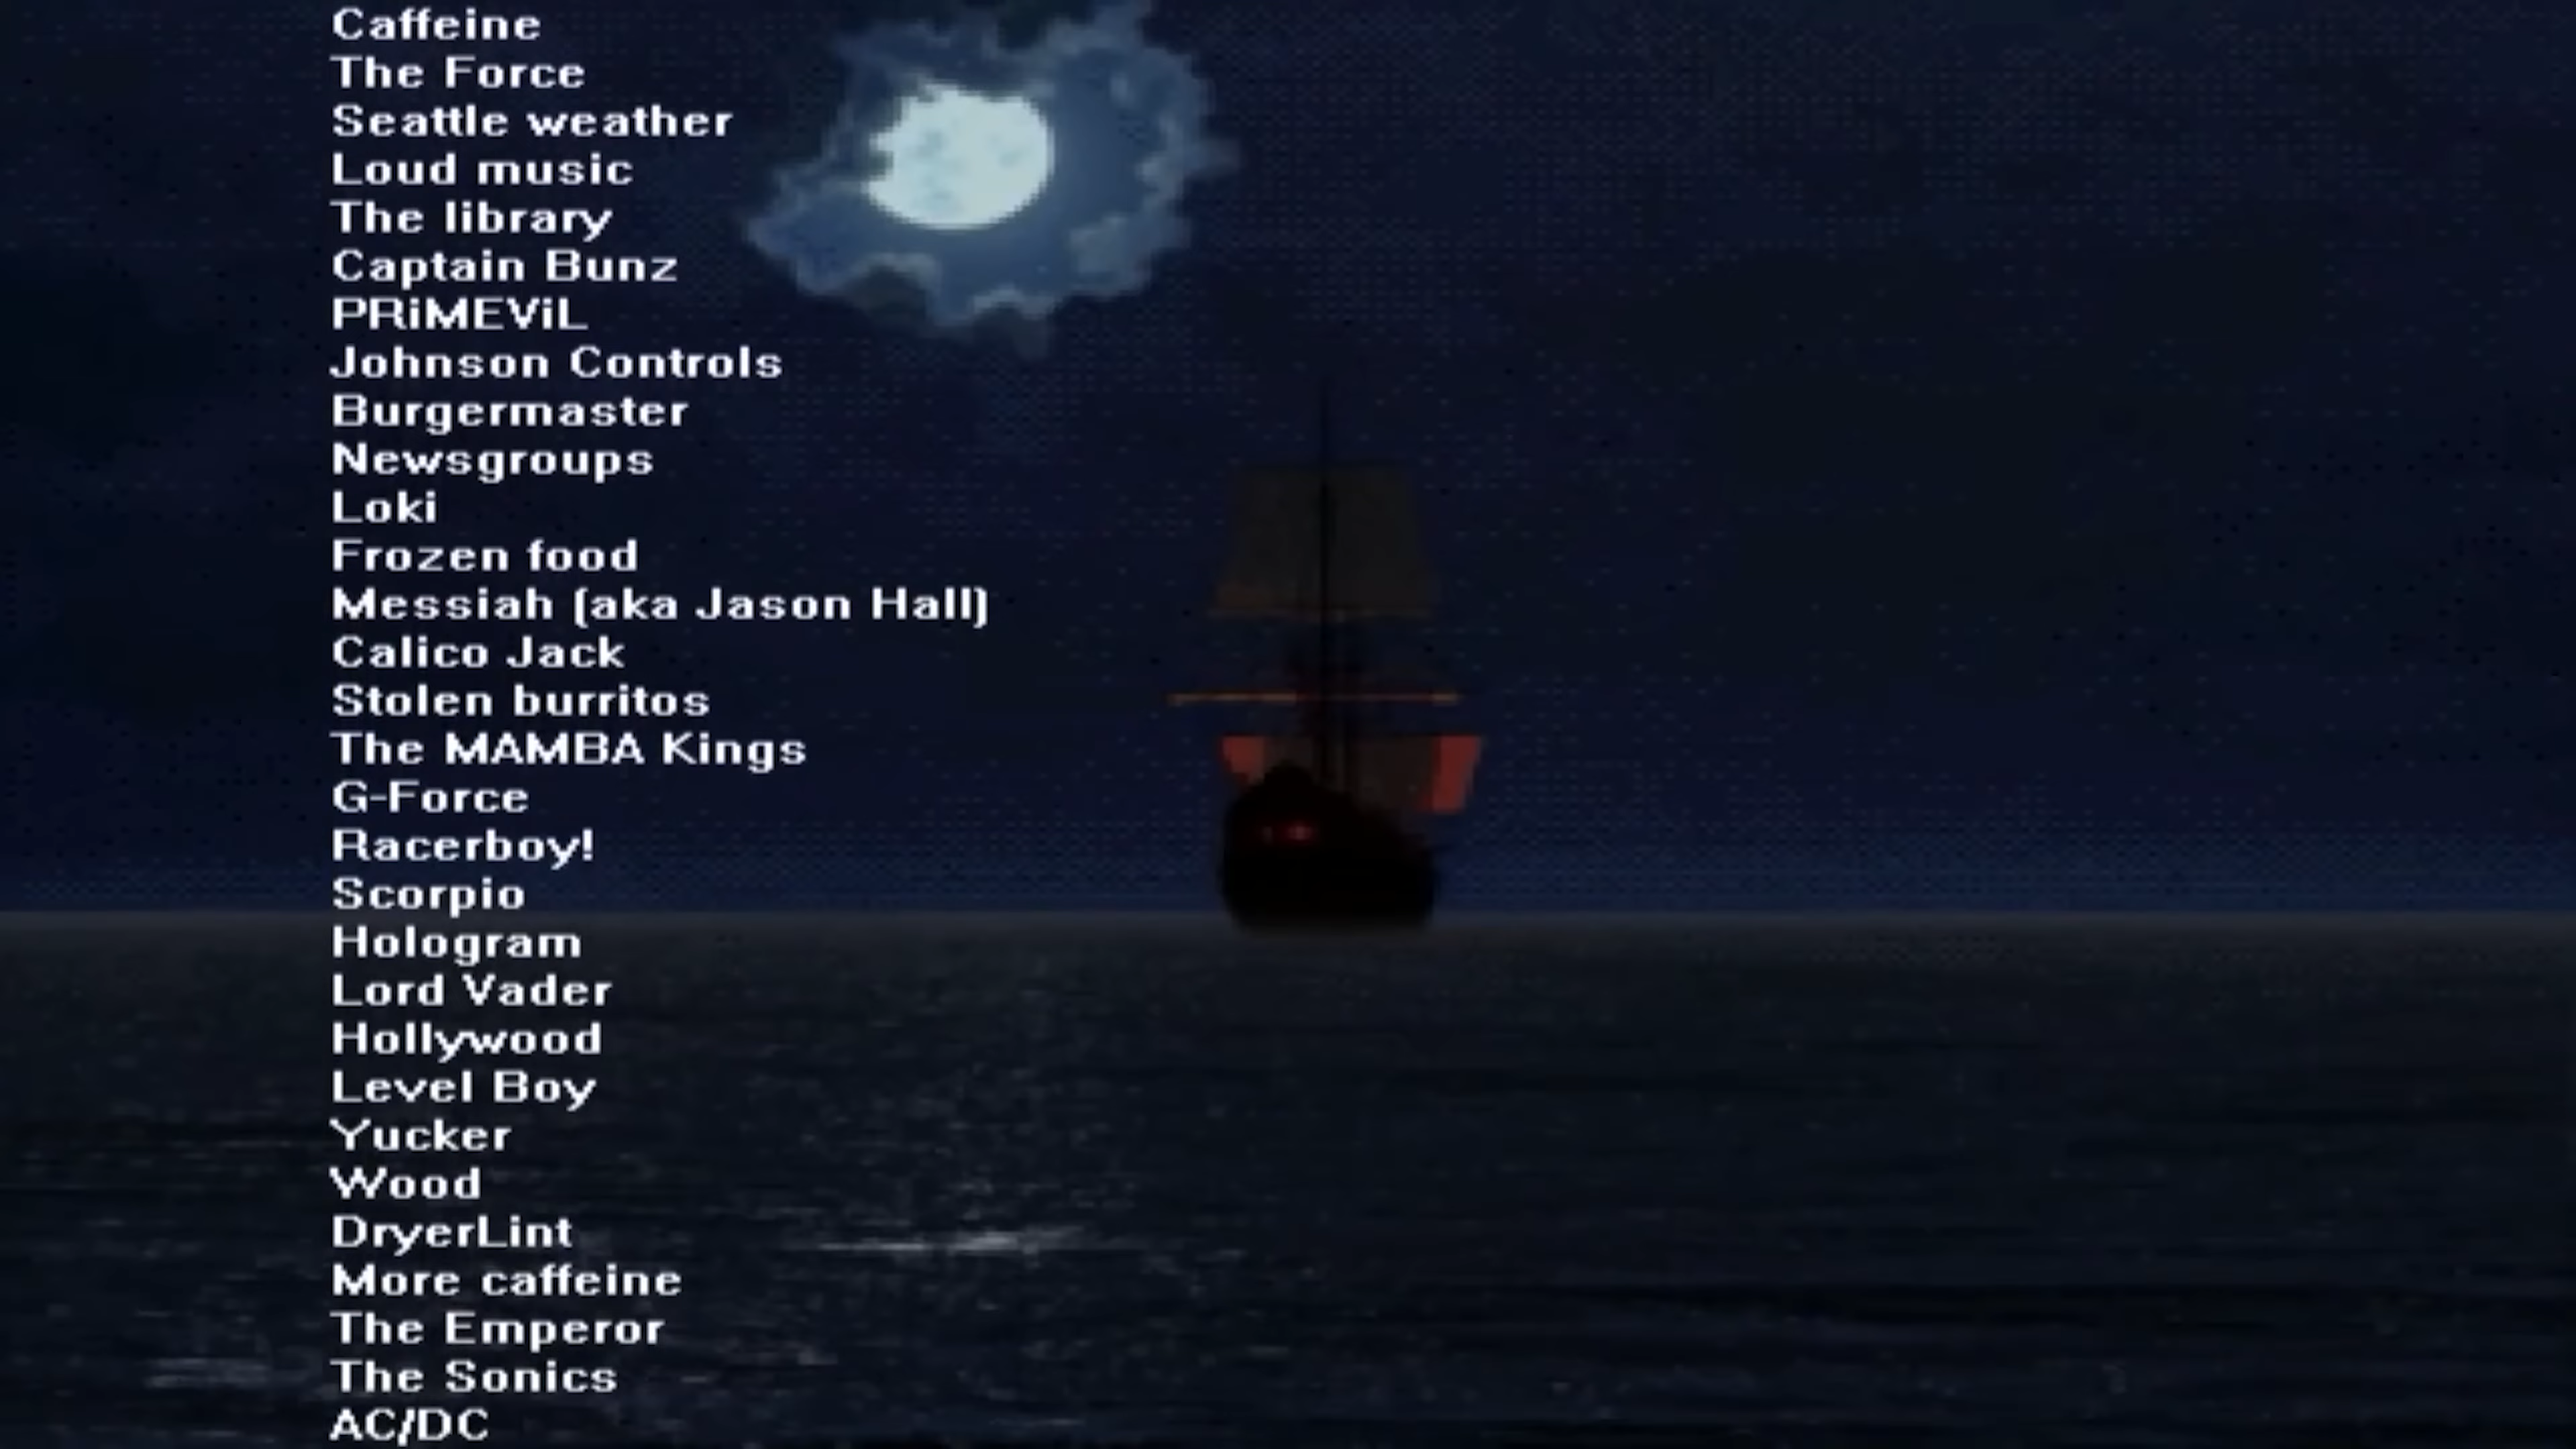 Caffeine
The Force
Seattle weather
Loud music
The library
Captain Bunz
PRiMEViL
Johnson Controls
Burgermaster
Newsgroups
Loki
Frozen food
Messiah (aka Jason Hall)
Calico Jack
Stolen burritos
The MAMBA Kings
G-Force
Racerboy!
Scorpio
Hologram
Lord Vader
Hollywood
Level Boy
Yucker
Wood
DryerLint
More caffeine
The Emperor
The Sonics
AC/DC